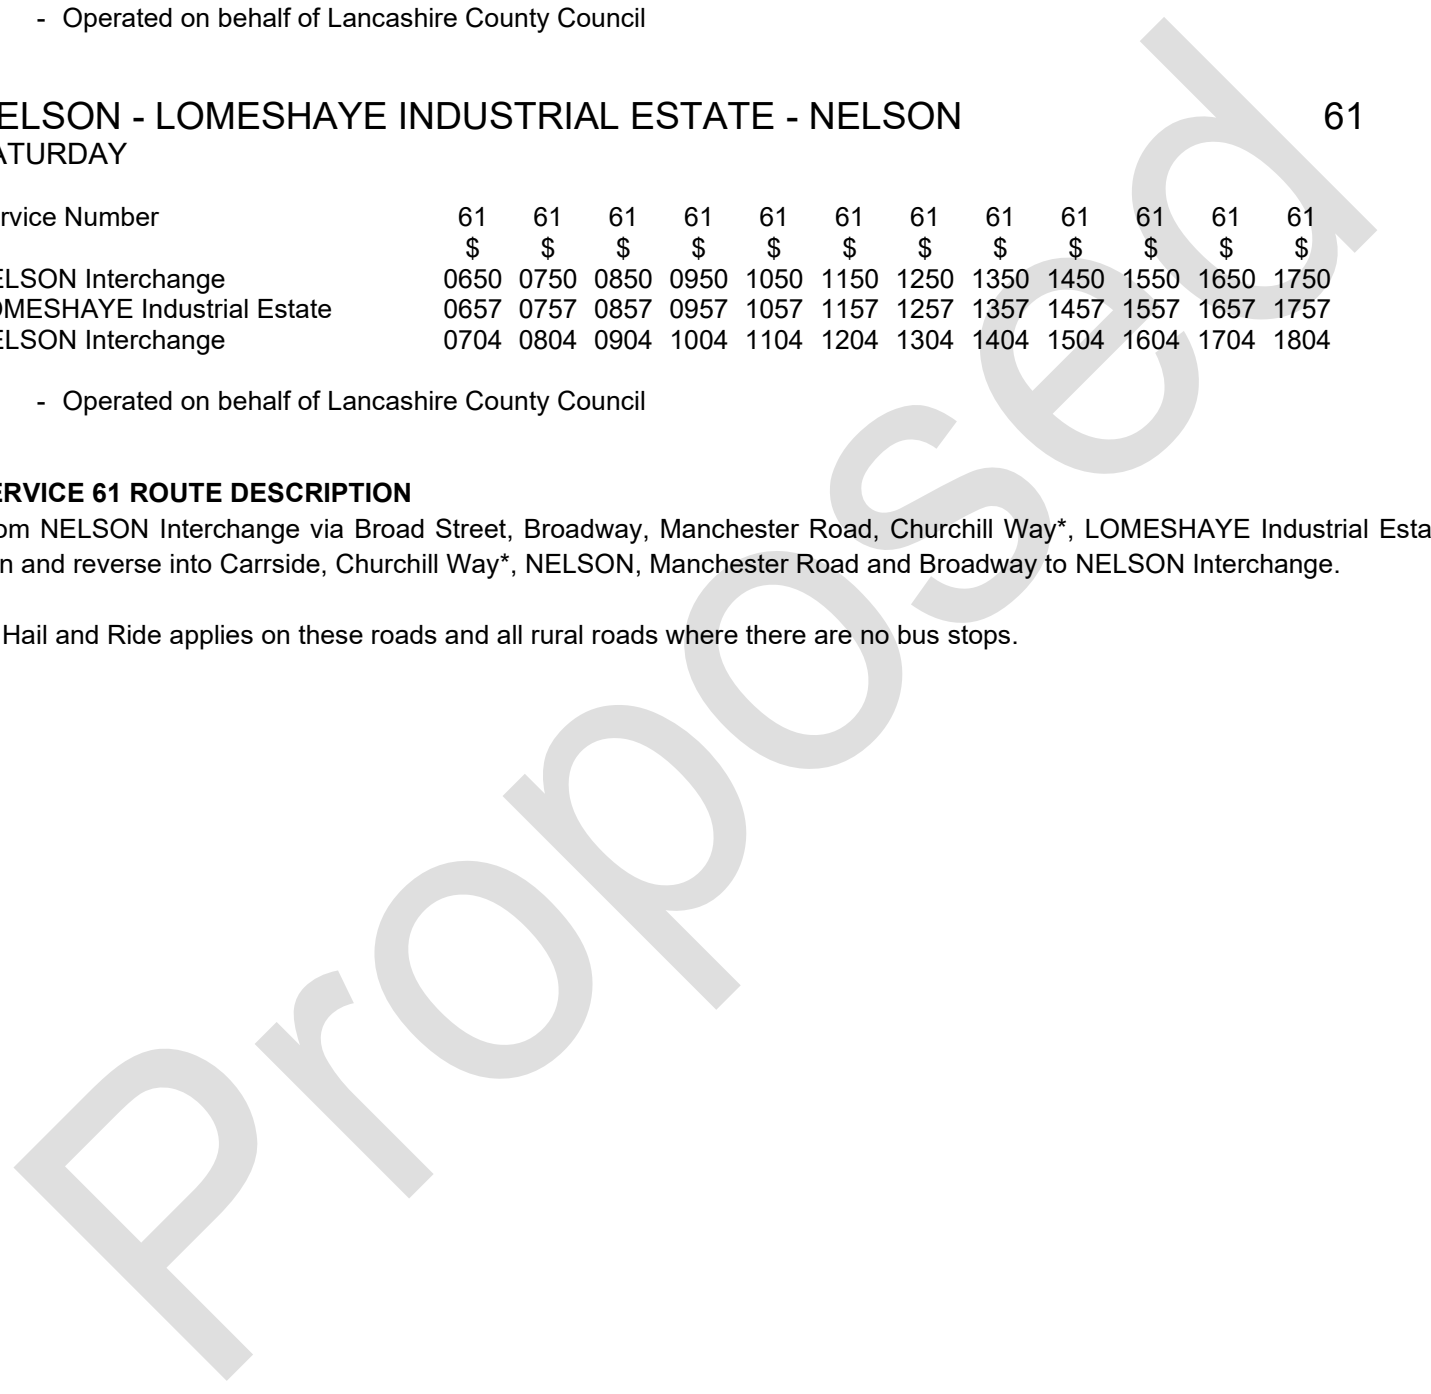 - Operated on behalf of Lancashire County Council
ELSON - LOMESHAYE INDUSTRIAL ESTATE - NELSON 61
ATURDAY
rvice Number 61 61 61 61 61 61 61 61 61 61 61 61
$ $ $ $ $ $ $ $ $ $ $ $
ELSON Interchange 0650 0750 0850 0950 1050 1150 1250 1350 1450 1550 1650 1750
OMESHAYE Industrial Estate 0657 0757 0857 0957 1057 1157 1257 1357 1457 1557 1657 1757
ELSON Interchange 0704 0804 0904 1004 1104 1204 1304 1404 1504 1604 1704 1804
- Operated on behalf of Lancashire County Council
ERVICE 61 ROUTE DESCRIPTION
om NELSON Interchange via Broad Street, Broadway, Manchester Road, Churchill Way*, LOMESHAYE Industrial Esta
n and reverse into Carrside, Churchill Way*, NELSON, Manchester Road and Broadway to NELSON Interchange.
Hail and Ride applies on these roads and all rural roads where there are no bus stops.
Proposed